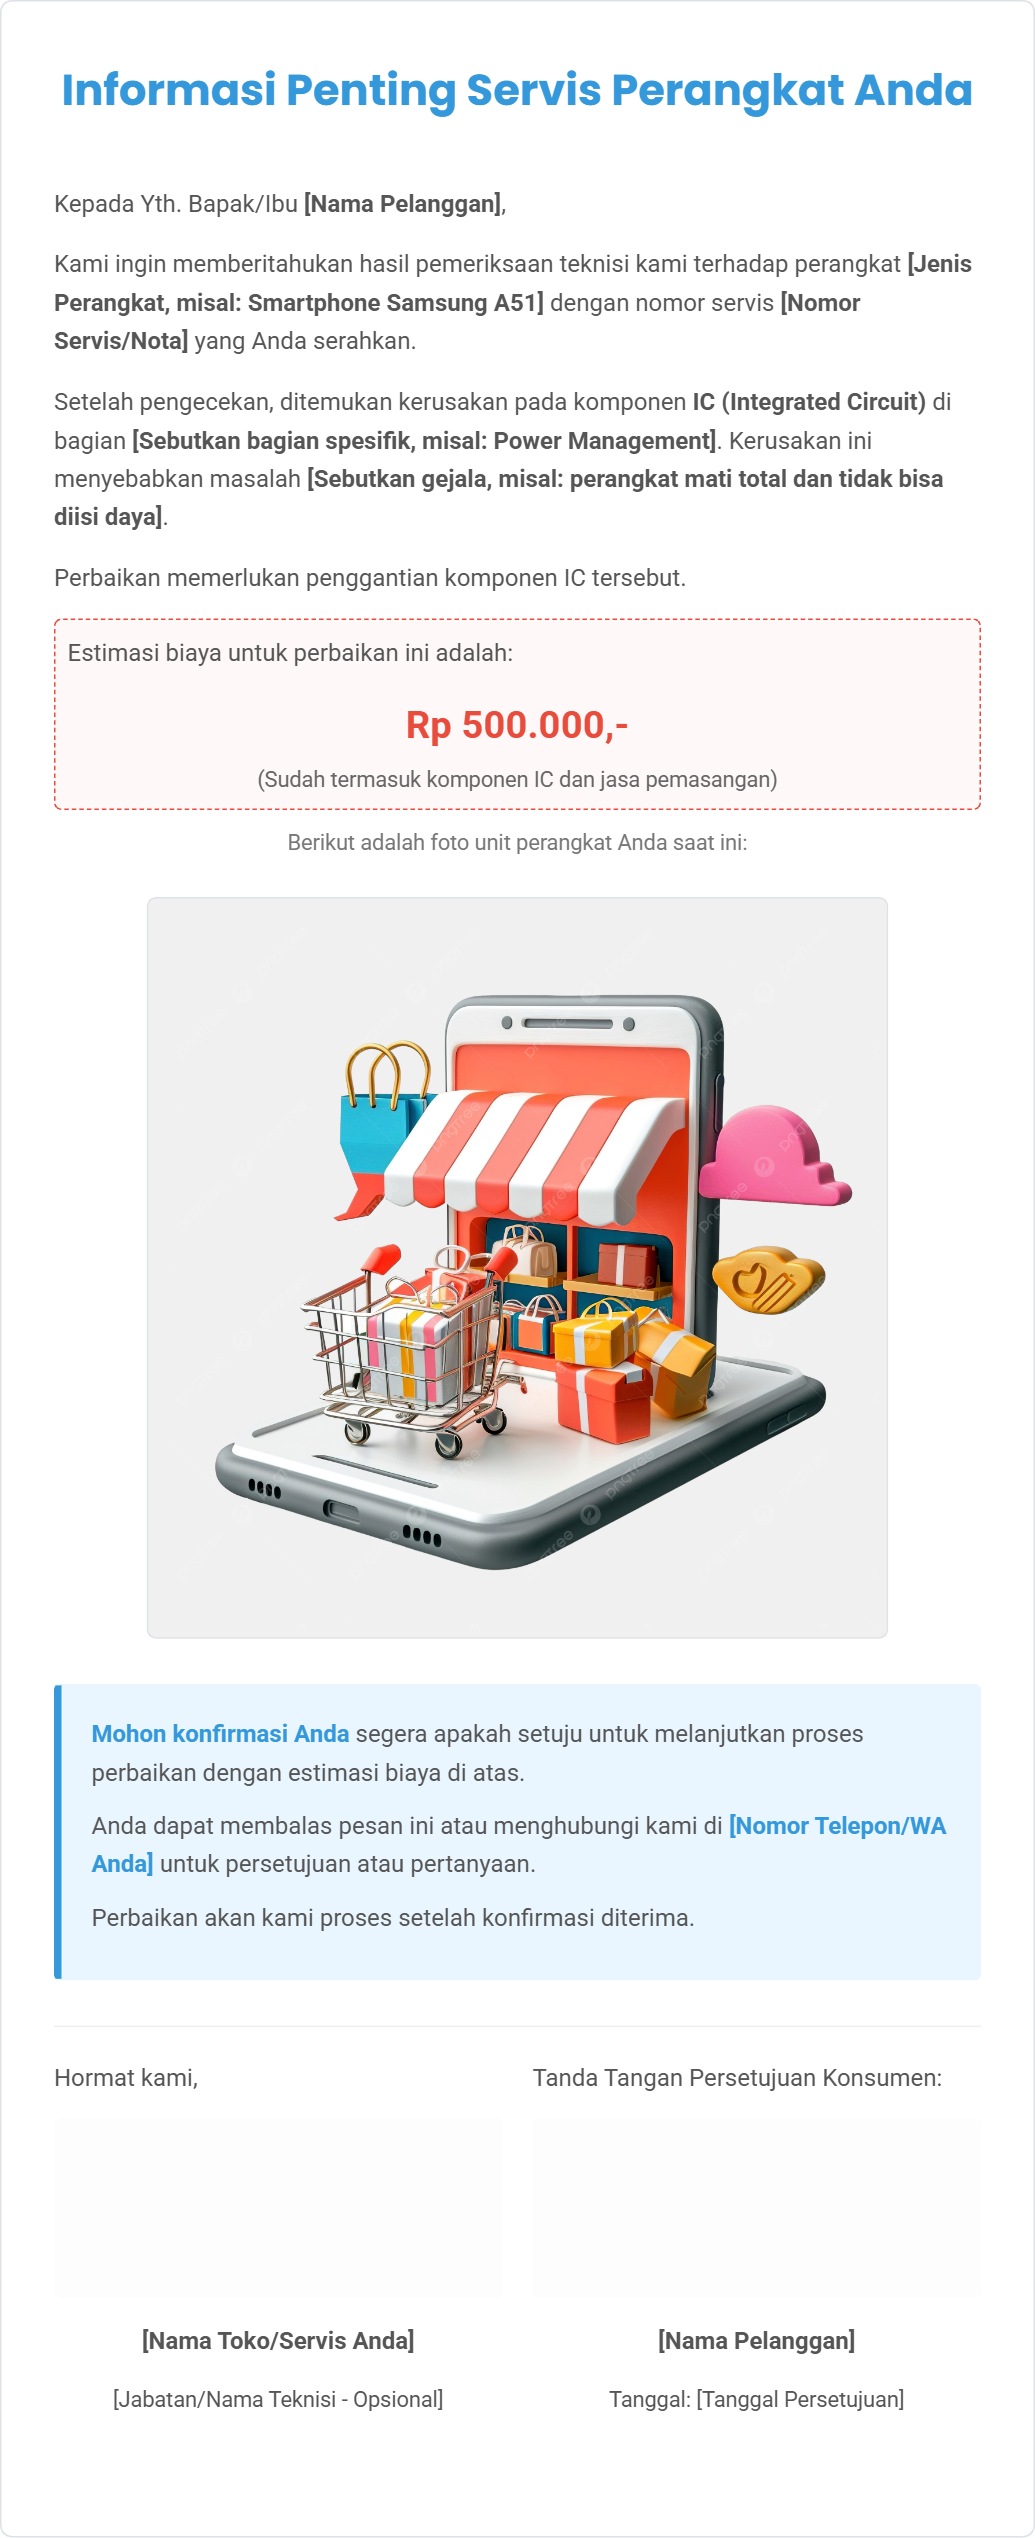 Informasi Penting Servis Perangkat Anda
Kepada Yth. Bapak/Ibu [Nama Pelanggan],
Kami ingin memberitahukan hasil pemeriksaan teknisi kami terhadap perangkat [Jenis
Perangkat, misal: Smartphone Samsung A51] dengan nomor servis [Nomor
Servis/Nota] yang Anda serahkan.
Setelah pengecekan, ditemukan kerusakan pada komponen IC (Integrated Circuit) di
bagian [Sebutkan bagian spesifik, misal: Power Management]. Kerusakan ini
menyebabkan masalah [Sebutkan gejala, misal: perangkat mati total dan tidak bisa
diisi daya].
Perbaikan memerlukan penggantian komponen IC tersebut.
Estimasi biaya untuk perbaikan ini adalah:
Rp 500.000,-
(Sudah termasuk komponen IC dan jasa pemasangan)
Berikut adalah foto unit perangkat Anda saat ini:
pngtree
Mohon konfirmasi Anda segera apakah setuju untuk melanjutkan proses
perbaikan dengan estimasi biaya di atas.
Anda dapat membalas pesan ini atau menghubungi kami di [Nomor Telepon/WA
Anda] untuk persetujuan atau pertanyaan.
Perbaikan akan kami proses setelah konfirmasi diterima.
Hormat kami,
Tanda Tangan Persetujuan Konsumen:
[Nama Toko/Servis Anda]
[Nama Pelanggan]
[Jabatan/Nama Teknisi - Opsional]
Tanggal: [Tanggal Persetujuan]